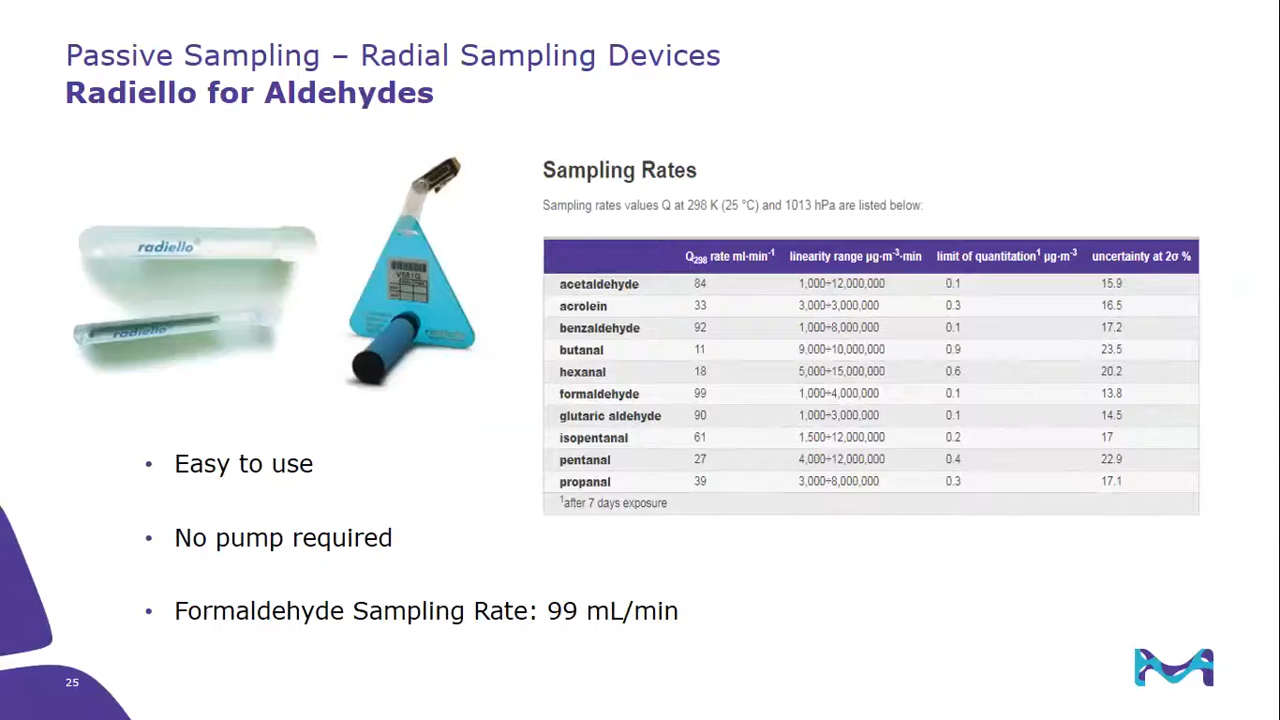 Passive Sampling – Radial Sampling Devices
Radiello for Aldehydes
radiello
radiello
Sampling Rates
Sampling rates values Q at 298 K (25 °C) and 1013 hPa are listed below:
Q298 rate ml·min-1 linearity range µg·m-3·min limit of quantitation1 µg·m-3 uncertainty at 2σ %
acetaldehyde 84 1,000÷12,000,000 0.1 15.9
acrolein 33 3,000÷3,000,000 0.3 16.5
benzaldehyde 92 1,000÷8,000,000 0.1 17.2
butanal 11 9,000÷10,000,000 0.9 23.5
hexanal 18 5,000÷15,000,000 0.6 20.2
formaldehyde 99 1,000÷4,000,000 0.1 13.8
glutaric aldehyde 90 1,000÷3,000,000 0.1 14.5
isopentanal 61 1,500÷12,000,000 0.2 17
pentanal 27 4,000÷12,000,000 0.4 22.9
propanal 39 3,000÷8,000,000 0.3 17.1
1after 7 days exposure
• Easy to use
• No pump required
• Formaldehyde Sampling Rate: 99 mL/min
25